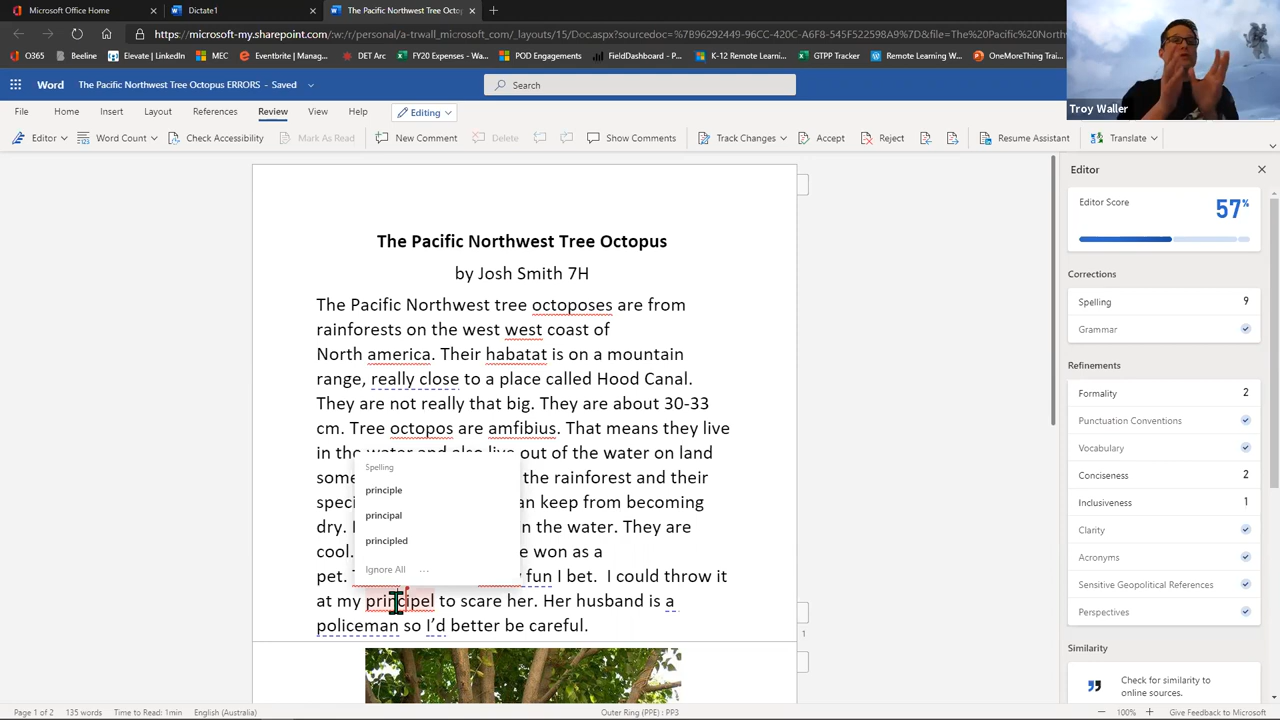 Microsoft Office Home
Dictate1
The Pacific Northwest Tree Octop
https://microsoft-my.sharepoint.com/:w:/r/personal/a-trwall_microsoft_com/_layouts/15/Doc.aspx?sourcedoc=%7B96292449-96CC-420C-A6F8-545F522598A9%7D&file=The%20Pacific%20Nor
O365
Beeline
Elevate | LinkedIn
MEC
Eventbrite | Manag...
DET Arc
FY20 Expenses - W...
POD Engagements
FieldDashboard - P...
K-12 Remote Learni...
GTPP Tracker
Remote Learning W...
OneMoreThing Trai...
Word
The Pacific Northwest Tree Octopus ERRORS - Saved
Search
Troy Waller
File
Home
Insert
Layout
References
Review
View
Help
Editing
Editor
Word Count
Check Accessibility
Mark As Read
New Comment
Delete
Show Comments
Track Changes
Accept
Reject
Resume Assistant
Translate
The Pacific Northwest Tree Octopus
by Josh Smith 7H
The Pacific Northwest tree octoposes are from
rainforests on the west west coast of
North america. Their habatat is on a mountain
range, really close to a place called Hood Canal.
They are not really that big. They are about 30-33
cm. Tree octopos are amfibius. That means they live
in the water and also live out of the water on land
some
the rainforest and their
speci
an keep from becoming
dry.
n the water. They are
cool.
e won as a
pet.
fun I bet. I could throw it
at my principel to scare her. Her husband is a
policeman so I'd better be careful.
Spelling
principle
principal
principled
Ignore All
...
1
Editor
Editor Score
57%
Corrections
Spelling 9
Grammar
Refinements
Formality 2
Punctuation Conventions
Vocabulary
Conciseness 2
Inclusiveness 1
Clarity
Acronyms
Sensitive Geopolitical References
Perspectives
Similarity
Check for similarity to
online sources.
Page 1 of 2
135 words
Time to Read: 1min
English (Australia)
Outer Ring (PPE) : PP3
100%
Give Feedback to Microsoft